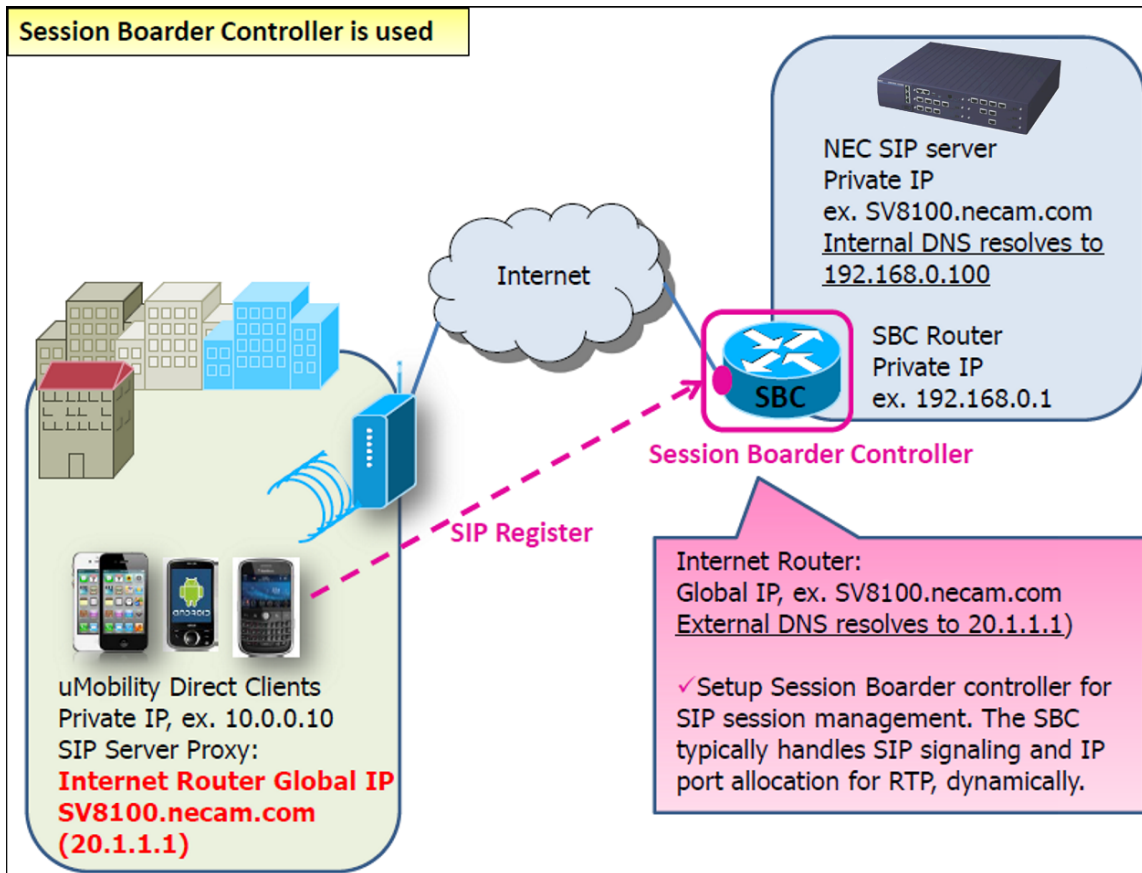 Session Boarder Controller is used
NEC SIP server
Private IP
ex. SV8100.necam.com
Internal DNS resolves to
192.168.0.100
Internet
SBC Router
Private IP
ex. 192.168.0.1
SBC
Session Boarder Controller
SIP Register
Internet Router:
Global IP, ex. SV8100.necam.com
External DNS resolves to 20.1.1.1)
✓Setup Session Boarder controller for
SIP session management. The SBC
typically handles SIP signaling and IP
port allocation for RTP, dynamically.
ANDROID
uMobility Direct Clients
Private IP, ex. 10.0.0.10
SIP Server Proxy:
Internet Router Global IP
SV8100.necam.com
(20.1.1.1)